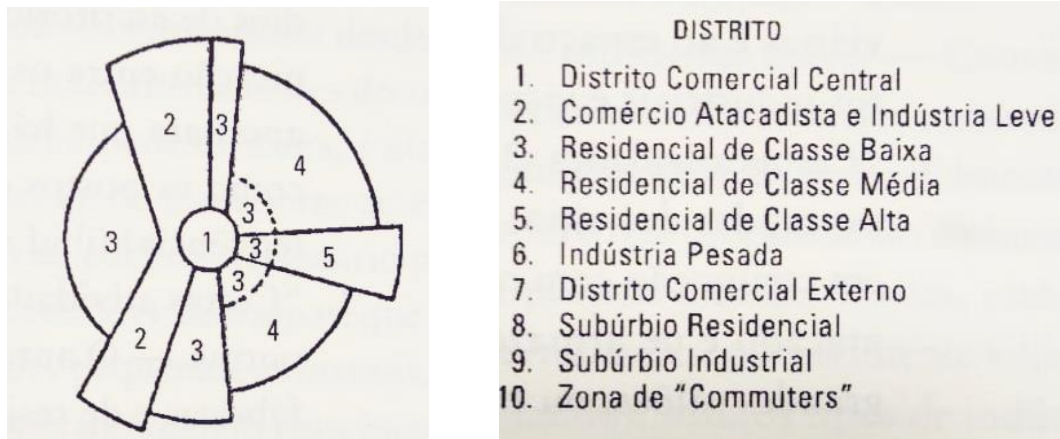 2
3
4
3
3
1
3
5
3
4
2
3
DISTRITO
1. Distrito Comercial Central
2. Comércio Atacadista e Indústria Leve
3. Residencial de Classe Baixa
4. Residencial de Classe Média
5. Residencial de Classe Alta
6. Indústria Pesada
7. Distrito Comercial Externo
8. Subúrbio Residencial
9. Subúrbio Industrial
10. Zona de "Commuters"